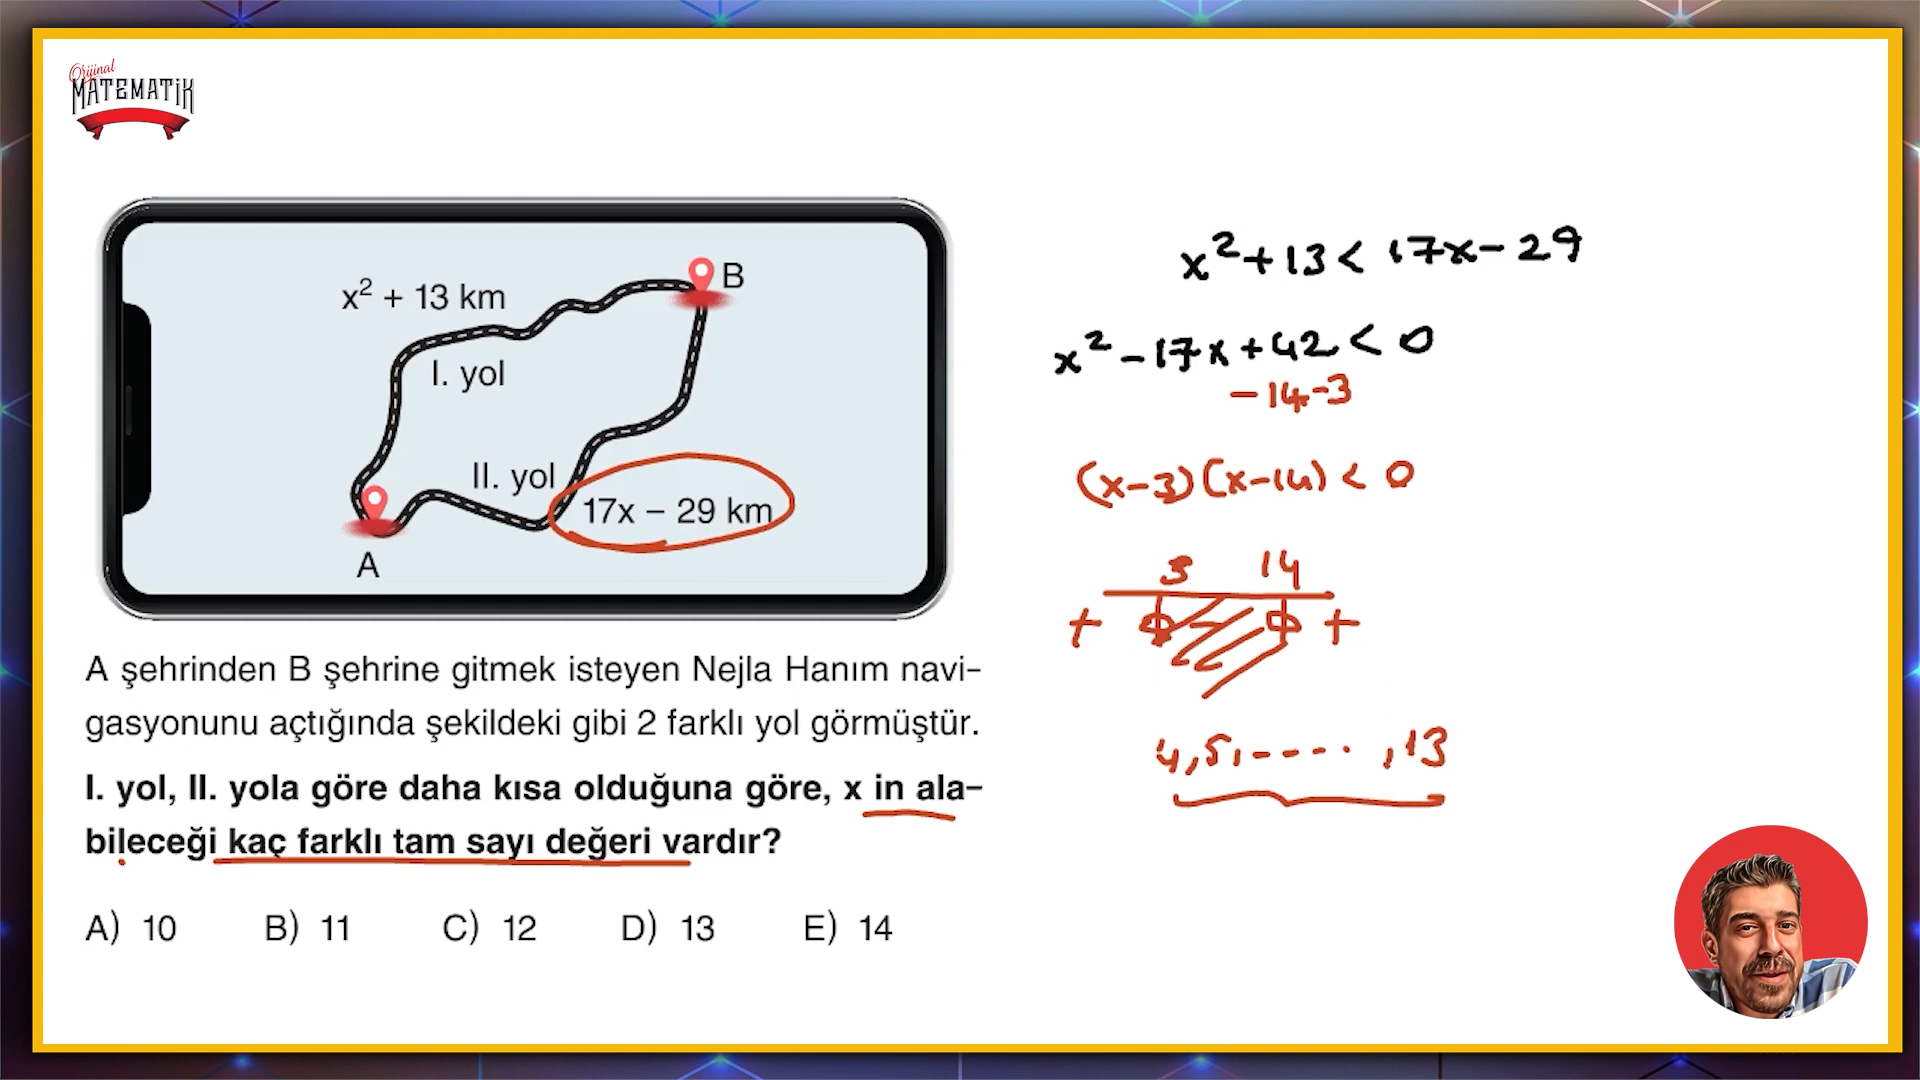 Orijinal
MATEMATİK
x² + 13 km
B
I. yol
II. yol
17x – 29 km
A
A şehrinden B şehrine gitmek isteyen Nejla Hanım navi-
gasyonunu açtığında şekildeki gibi 2 farklı yol görmüştür.
I. yol, II. yola göre daha kısa olduğuna göre, x in ala-
bileceği kaç farklı tam sayı değeri vardır?
A) 10 B) 11 C) 12 D) 13 E) 14
x²+13 < 17x-29
x²-17x+42 < 0
-14 -3
(x-3)(x-14) < 0
3 14
+ - +
4,5,---- ,13